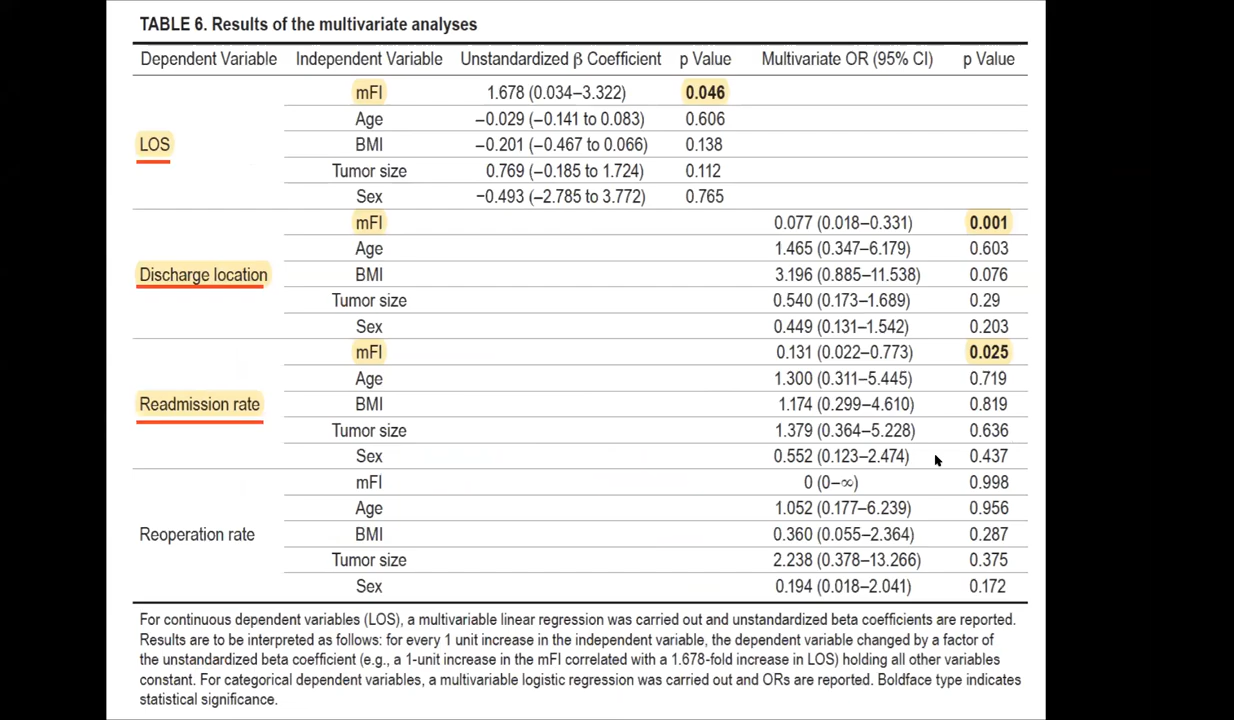 TABLE 6. Results of the multivariate analyses
Dependent Variable Independent Variable Unstandardized β Coefficient p Value Multivariate OR (95% CI) p Value
mFI 1.678 (0.034–3.322) 0.046
Age −0.029 (−0.141 to 0.083) 0.606
LOS BMI −0.201 (−0.467 to 0.066) 0.138
Tumor size 0.769 (−0.185 to 1.724) 0.112
Sex −0.493 (−2.785 to 3.772) 0.765
mFI 0.077 (0.018–0.331) 0.001
Age 1.465 (0.347–6.179) 0.603
Discharge location BMI 3.196 (0.885–11.538) 0.076
Tumor size 0.540 (0.173–1.689) 0.29
Sex 0.449 (0.131–1.542) 0.203
mFI 0.131 (0.022–0.773) 0.025
Age 1.300 (0.311–5.445) 0.719
Readmission rate BMI 1.174 (0.299–4.610) 0.819
Tumor size 1.379 (0.364–5.228) 0.636
Sex 0.552 (0.123–2.474) 0.437
mFI 0 (0–∞) 0.998
Age 1.052 (0.177–6.239) 0.956
Reoperation rate BMI 0.360 (0.055–2.364) 0.287
Tumor size 2.238 (0.378–13.266) 0.375
Sex 0.194 (0.018–2.041) 0.172
For continuous dependent variables (LOS), a multivariable linear regression was carried out and unstandardized beta coefficients are reported.
Results are to be interpreted as follows: for every 1 unit increase in the independent variable, the dependent variable changed by a factor of
the unstandardized beta coefficient (e.g., a 1-unit increase in the mFI correlated with a 1.678-fold increase in LOS) holding all other variables
constant. For categorical dependent variables, a multivariable logistic regression was carried out and ORs are reported. Boldface type indicates
statistical significance.